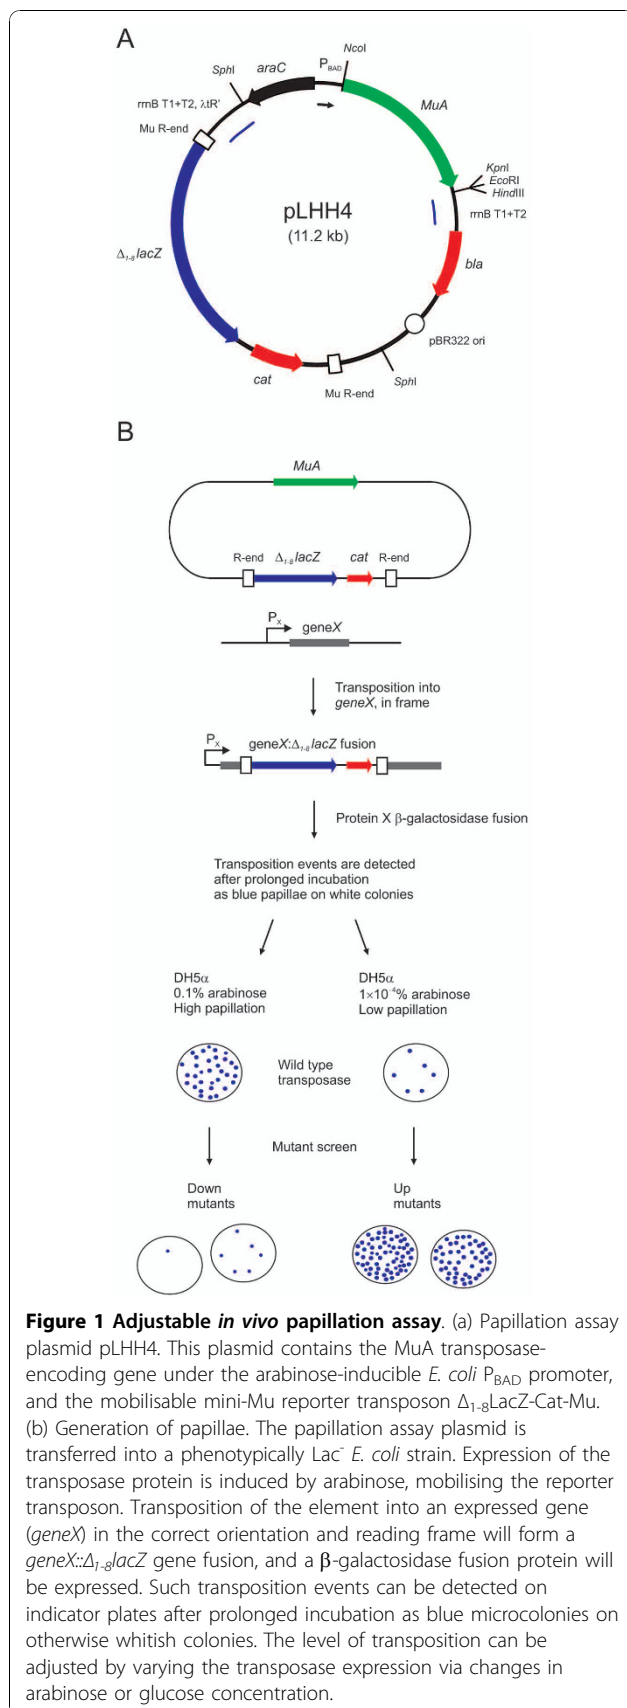 A
NcoI
P_BAD
araC
SphI
MuA
rrnB T1+T2, λtR'
Mu R-end
KpnI
EcoRI
HindIII
pLHH4
(11.2 kb)
rrnB T1+T2
Δ1-8lacZ
bla
pBR322 ori
cat
SphI
Mu R-end
B
MuA
R-end Δ1-8lacZ cat R-end
Px
geneX
Transposition into
geneX, in frame
Px geneX:Δ1-8lacZ fusion
Protein X β-galactosidase fusion
Transposition events are detected
after prolonged incubation
as blue papillae on white colonies
DH5α
0.1% arabinose
High papillation
DH5α
1×10⁻⁴% arabinose
Low papillation
Wild type
transposase
Mutant screen
Down
mutants
Up
mutants
Figure 1 Adjustable in vivo papillation assay. (a) Papillation assay
plasmid pLHH4. This plasmid contains the MuA transposase-
encoding gene under the arabinose-inducible E. coli P_BAD promoter,
and the mobilisable mini-Mu reporter transposon Δ1-8LacZ-Cat-Mu.
(b) Generation of papillae. The papillation assay plasmid is
transferred into a phenotypically Lac⁻ E. coli strain. Expression of the
transposase protein is induced by arabinose, mobilising the reporter
transposon. Transposition of the element into an expressed gene
(geneX) in the correct orientation and reading frame will form a
geneX::Δ1-8lacZ gene fusion, and a β-galactosidase fusion protein will
be expressed. Such transposition events can be detected on
indicator plates after prolonged incubation as blue microcolonies on
otherwise whitish colonies. The level of transposition can be
adjusted by varying the transposase expression via changes in
arabinose or glucose concentration.